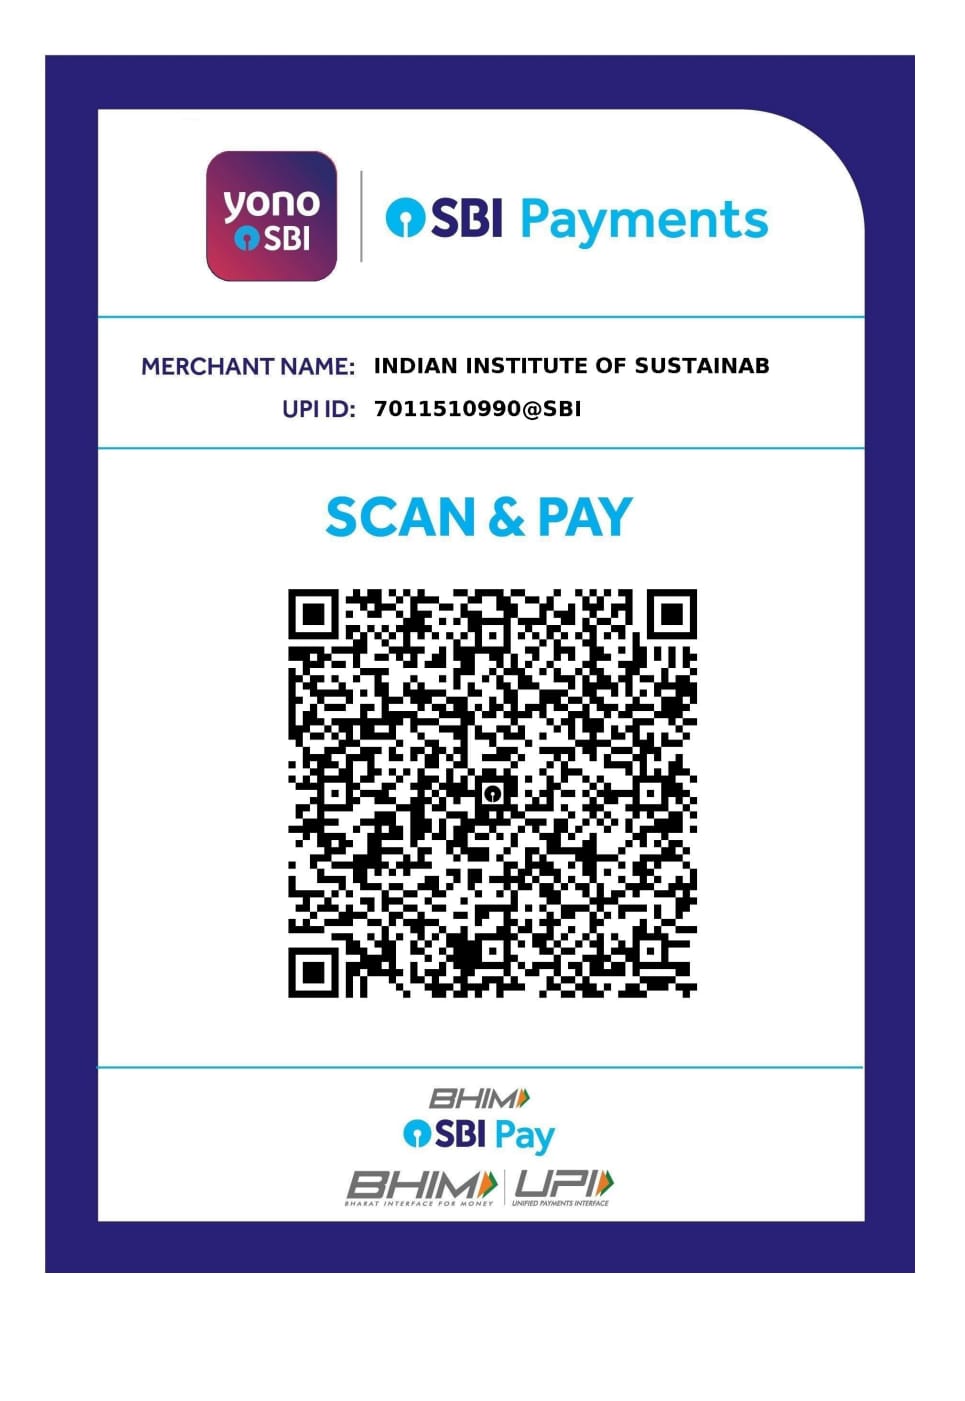 yono
SBI
SBI Payments
MERCHANT NAME: INDIAN INSTITUTE OF SUSTAINAB
UPI ID: 7011510990@SBI
SCAN & PAY
BHIM
SBI Pay
BHIM UPI
BHARAT INTERFACE FOR MONEY UNIFIED PAYMENTS INTERFACE